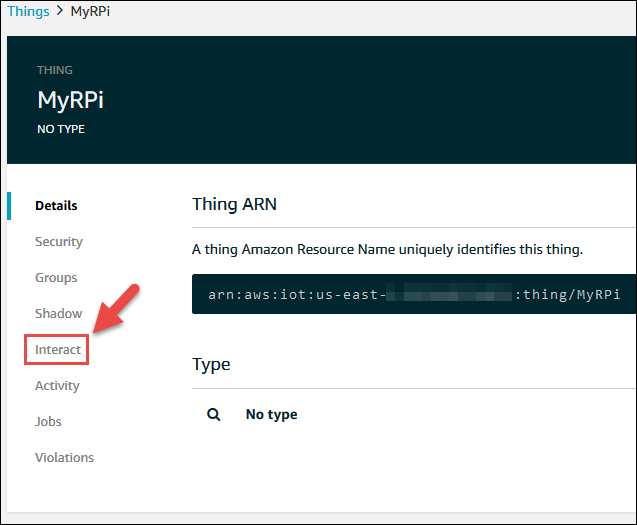 Things > MyRPi
THING
MyRPi
NO TYPE
Details
Security
Groups
Shadow
Interact
Activity
Jobs
Violations
Thing ARN
A thing Amazon Resource Name uniquely identifies this thing.
arn:aws:iot:us-east- :thing/MyRPi
Type
No type